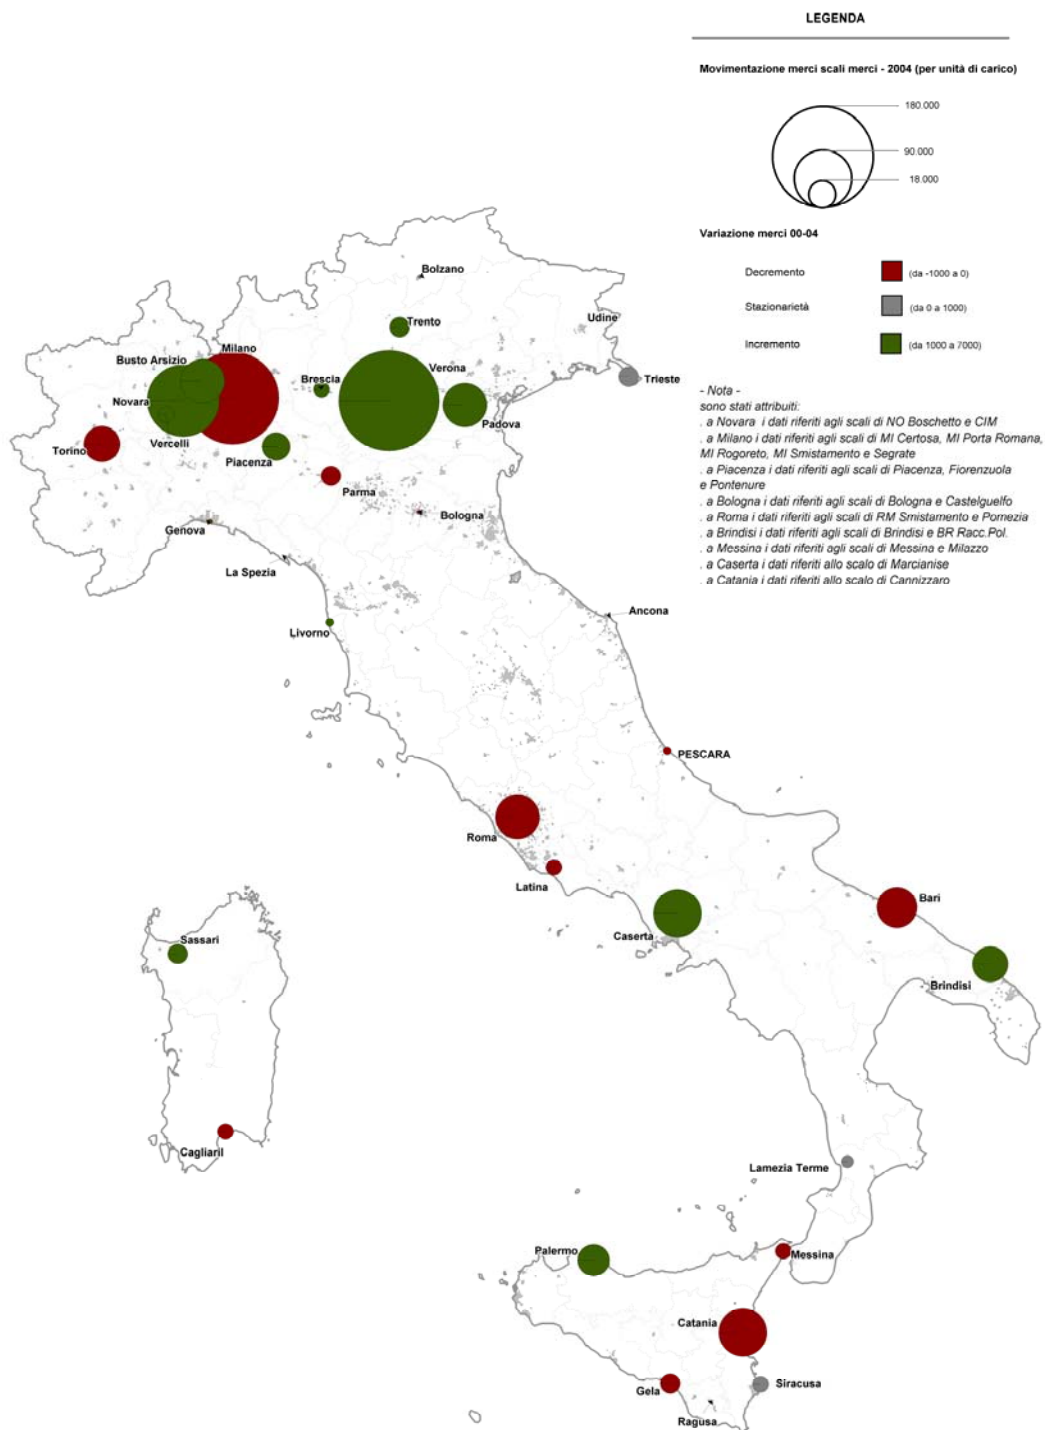 LEGENDA
Movimentazione merci scali merci - 2004 (per unità di carico)
180.000
90.000
18.000
Variazione merci 00-04
Decremento (da -1000 a 0)
Stazionarietà (da 0 a 1000)
Incremento (da 1000 a 7000)
- Nota -
sono stati attribuiti:
. a Novara i dati riferiti agli scali di NO Boschetto e CIM
. a Milano i dati riferiti agli scali di MI Certosa, MI Porta Romana,
MI Rogoreto, MI Smistamento e Segrate
. a Piacenza i dati riferiti agli scali di Piacenza, Fiorenzuola
e Pontenure
. a Bologna i dati riferiti agli scali di Bologna e Castelguelfo
. a Roma i dati riferiti agli scali di RM Smistamento e Pomezia
. a Brindisi i dati riferiti agli scali di Brindisi e BR Racc.Pol.
. a Messina i dati riferiti agli scali di Messina e Milazzo
. a Caserta i dati riferiti allo scalo di Marcianise
. a Catania i dati riferiti allo scalo di Cannizzaro
Bolzano
Trento
Udine
Milano
Busto Arsizio
Verona
Brescia
Trieste
Novara
Padova
Vercelli
Torino
Piacenza
Parma
Bologna
Genova
La Spezia
Ancona
Livorno
PESCARA
Roma
Latina
Bari
Caserta
Sassari
Brindisi
Cagliaril
Lamezia Terme
Palermo
Messina
Catania
Siracusa
Gela
Ragusa